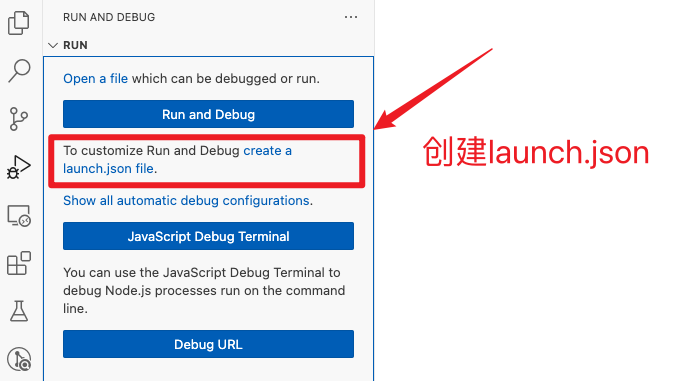 RUN AND DEBUG
RUN
Open a file which can be debugged or run.
Run and Debug
To customize Run and Debug create a
launch.json file.
创建launch.json
Show all automatic debug configurations.
JavaScript Debug Terminal
You can use the JavaScript Debug Terminal to
debug Node.js processes run on the command
line.
Debug URL